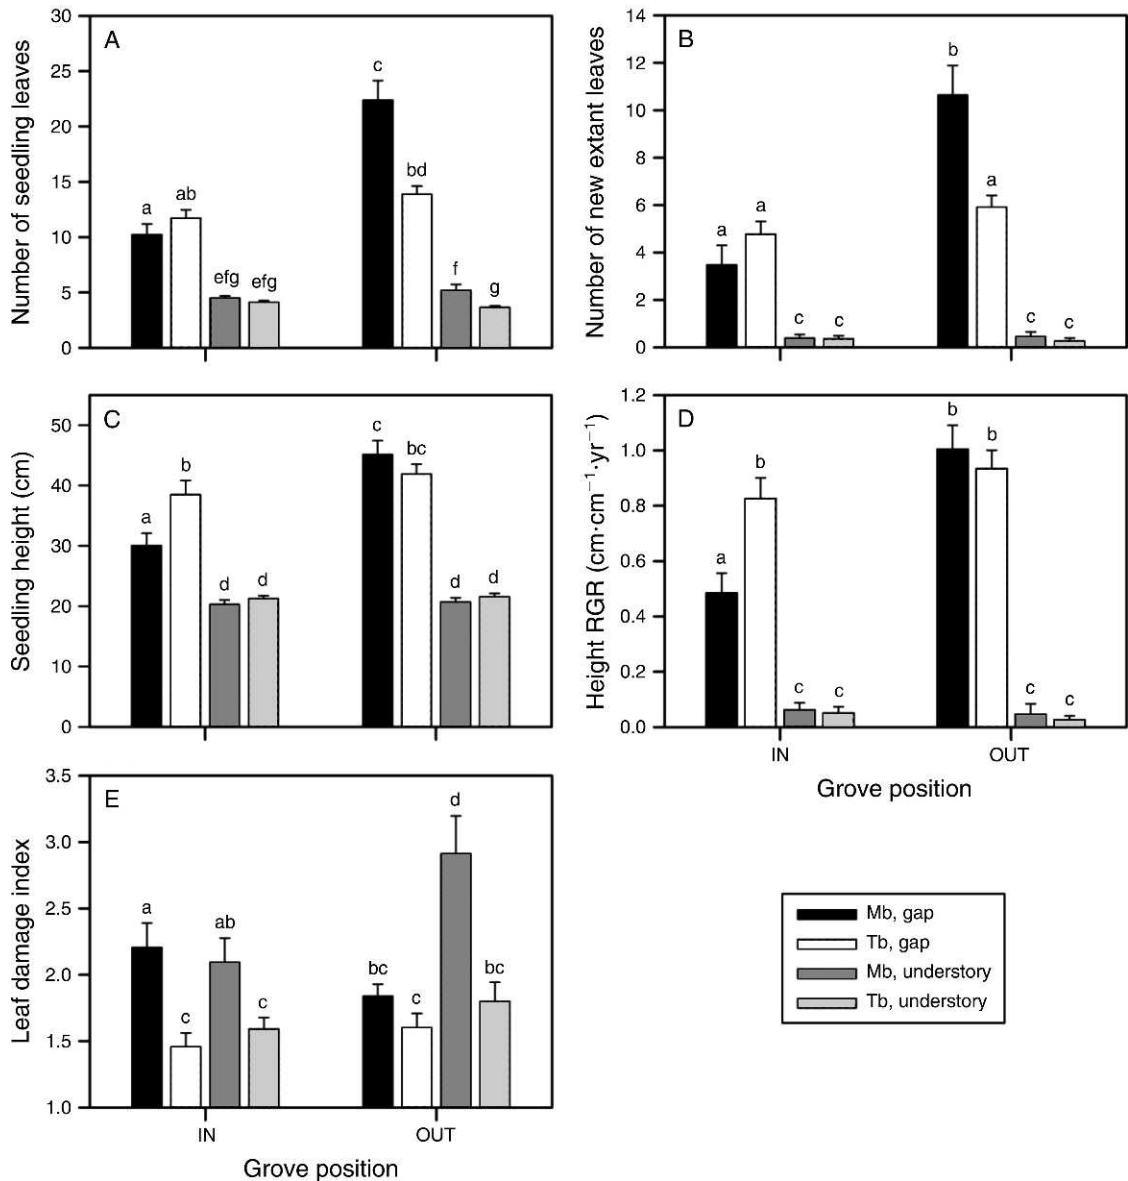 A
Number of seedling leaves
30
25
20
15
10
5
0
a
ab
efg
efg
c
bd
f
g
B
Number of new extant leaves
14
12
10
8
6
4
2
0
a
a
c
c
b
a
c
c
C
Seedling height (cm)
50
40
30
20
10
0
a
b
d
d
c
bc
d
d
D
Height RGR (cm·cm⁻¹·yr⁻¹)
1.2
1.0
0.8
0.6
0.4
0.2
0.0
a
b
c
c
b
b
c
c
IN
OUT
Grove position
E
Leaf damage index
3.5
3.0
2.5
2.0
1.5
1.0
a
c
ab
c
bc
c
d
bc
IN
OUT
Grove position
Mb, gap
Tb, gap
Mb, understory
Tb, understory